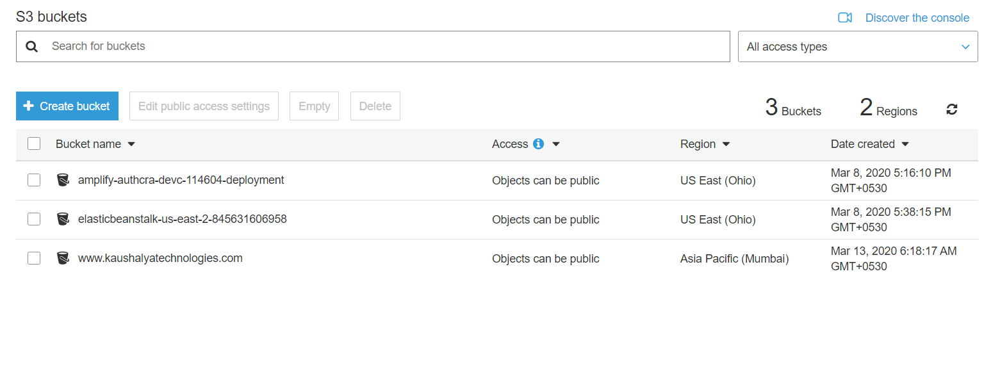 S3 buckets
Discover the console
Search for buckets
All access types
Create bucket
Edit public access settings
Empty
Delete
3 Buckets
2 Regions
Bucket name
Access
Region
Date created
amplify-authcra-devc-114604-deployment
Objects can be public
US East (Ohio)
Mar 8, 2020 5:16:10 PM
GMT+0530
elasticbeanstalk-us-east-2-845631606958
Objects can be public
US East (Ohio)
Mar 8, 2020 5:38:15 PM
GMT+0530
www.kaushalyatechnologies.com
Objects can be public
Asia Pacific (Mumbai)
Mar 13, 2020 6:18:17 AM
GMT+0530